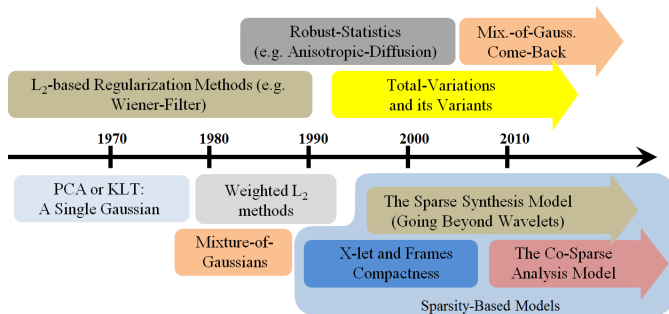 Robust-Statistics
(e.g. Anisotropic-Diffusion)
Mix.-of-Gauss.
Come-Back
L₂-based Regularization Methods (e.g.
Wiener-Filter)
Total-Variations
and its Variants
1970
1980
1990
2000
2010
PCA or KLT:
A Single Gaussian
Weighted L₂
methods
The Sparse Synthesis Model
(Going Beyond Wavelets)
Mixture-of-
Gaussians
X-let and Frames
Compactness
The Co-Sparse
Analysis Model
Sparsity-Based Models